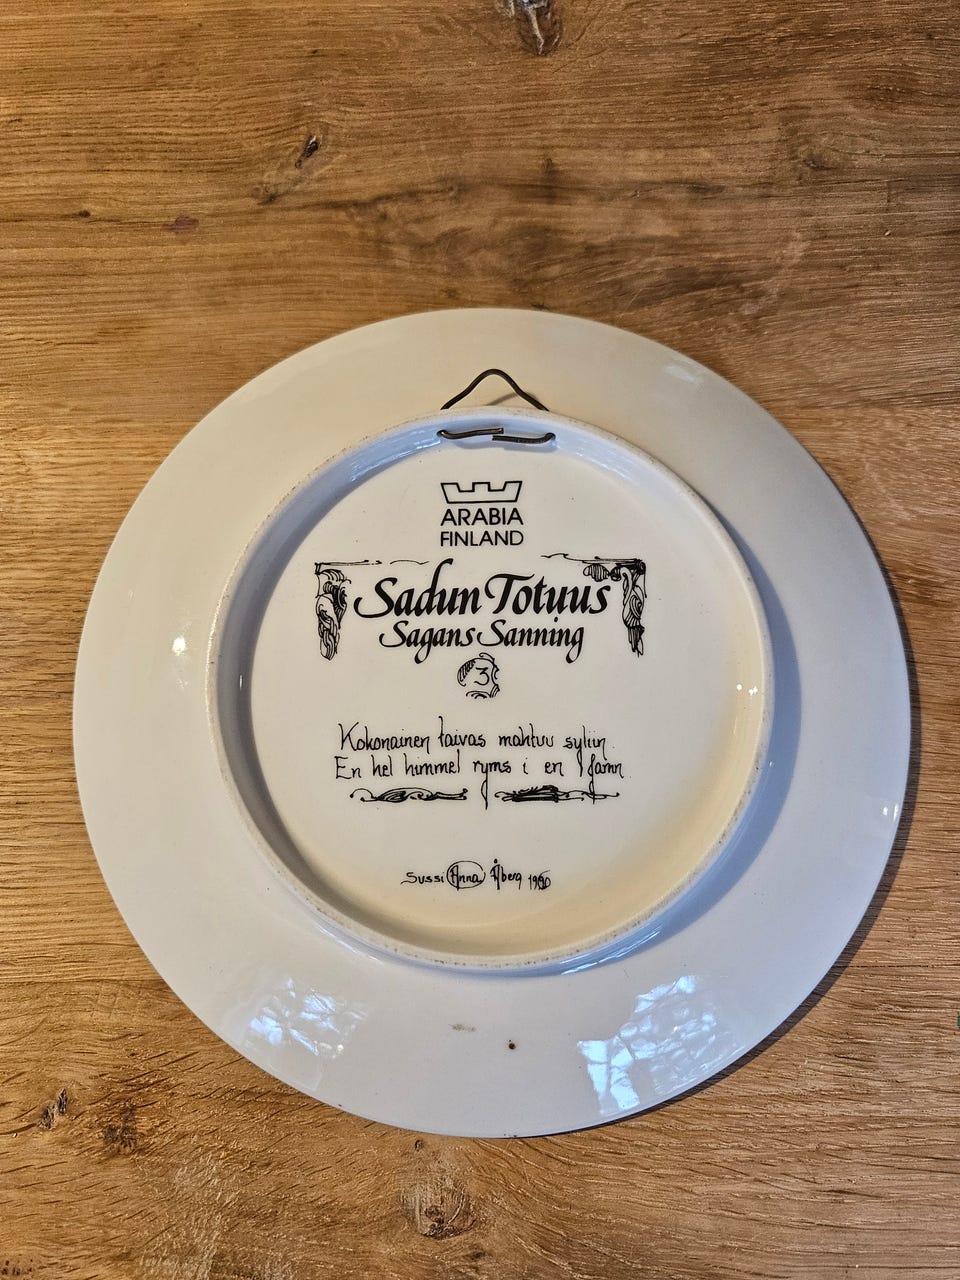 ARABIA
FINLAND
Sadun Totuus
Sagans Sanning
3
Kokonainen taivas mahtuu syliin
En hel himmel ryms i en famn
Sussi Anna Åberg